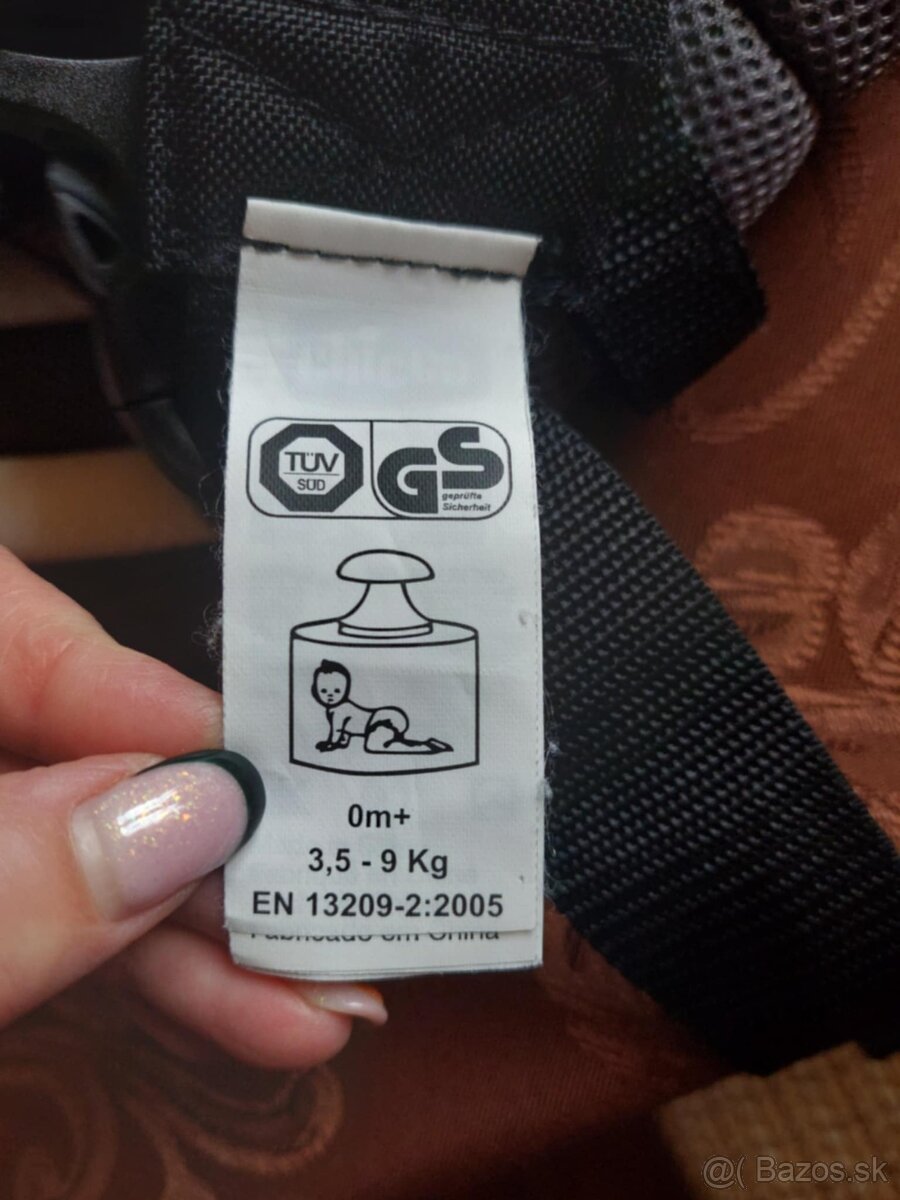 TÜV
SÜD
GS
geprüfte
Sicherheit
0m+
3,5 - 9 Kg
EN 13209-2:2005
Fabricado em China
@( Bazos.sk